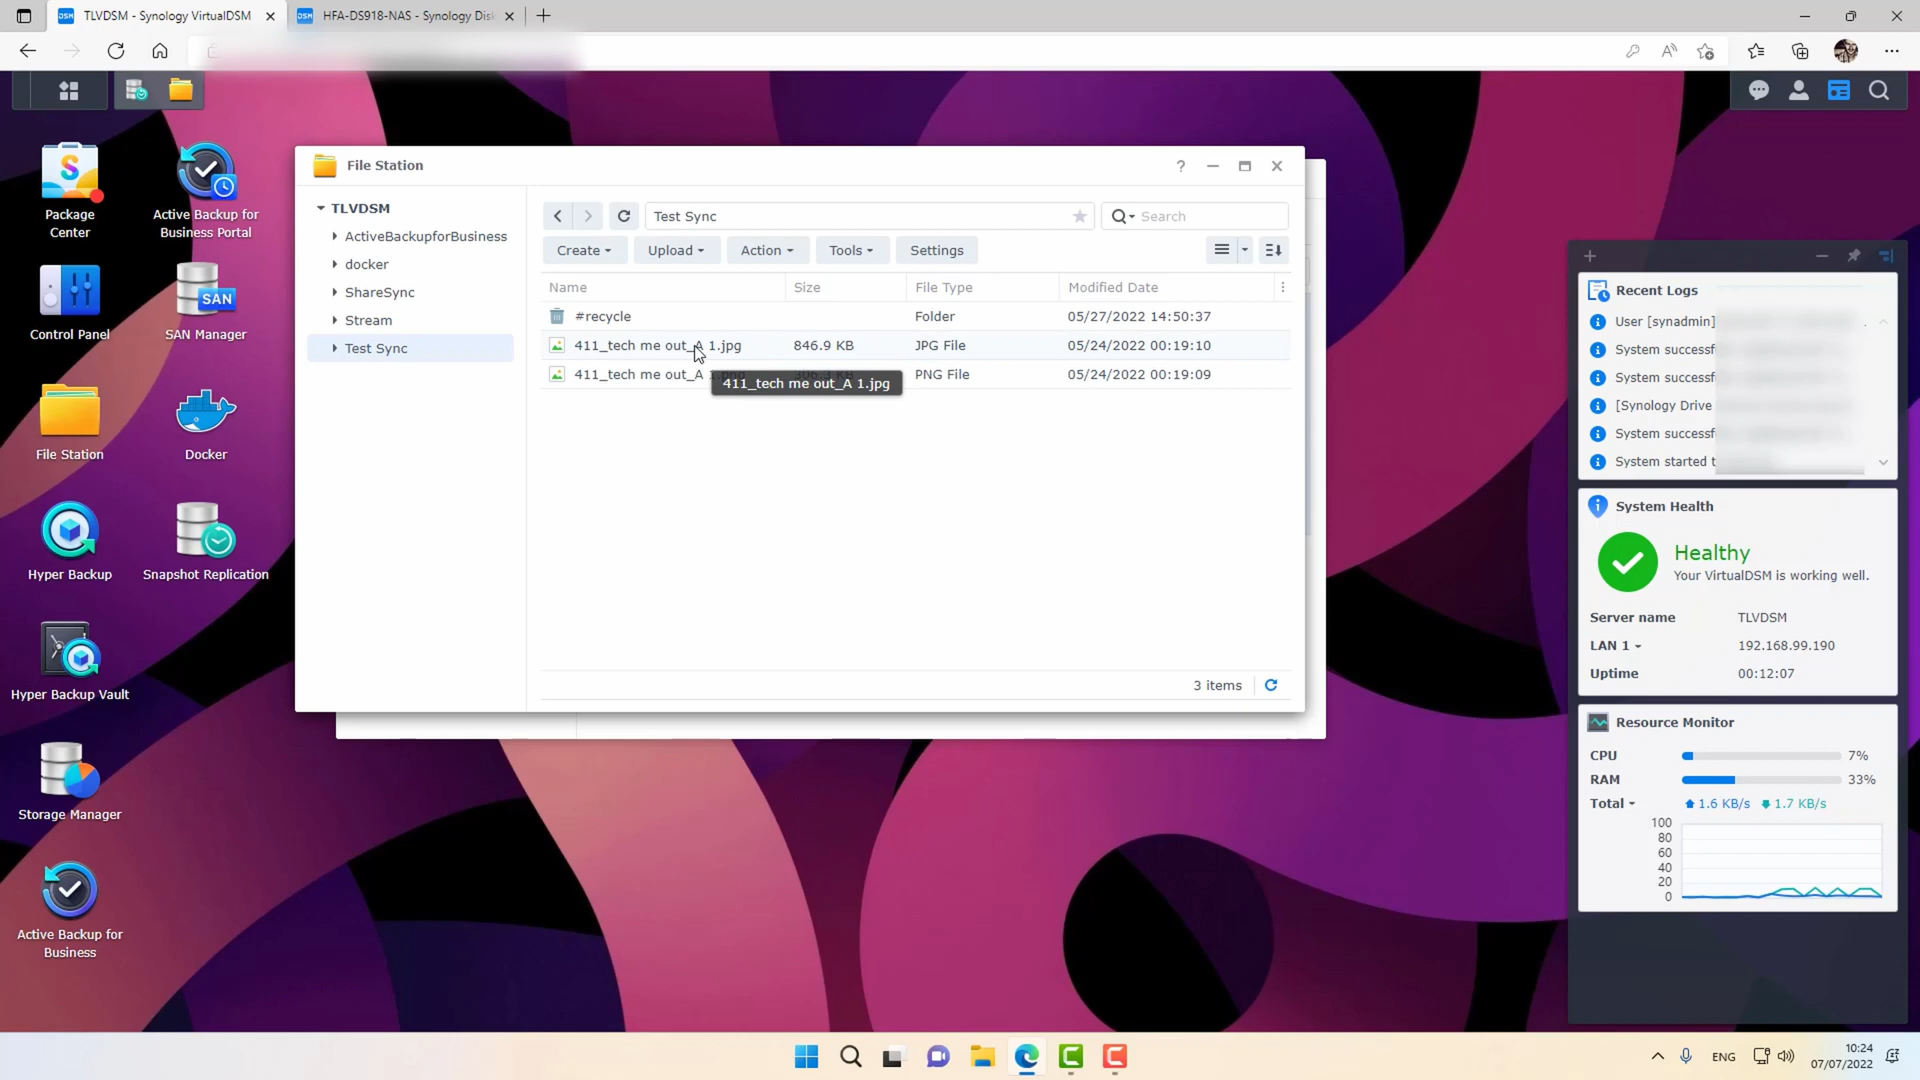 TLVDSM - Synology VirtualDSM
HFA-DS918-NAS - Synology Disk
Package
Center
Active Backup for
Business Portal
Control Panel
SAN
SAN Manager
File Station
Docker
Hyper Backup
Snapshot Replication
Hyper Backup Vault
Storage Manager
Active Backup for
Business
File Station
TLVDSM
ActiveBackupforBusiness
docker
ShareSync
Stream
Test Sync
Test Sync
Search
Create
Upload
Action
Tools
Settings
Name Size File Type Modified Date
#recycle Folder 05/27/2022 14:50:37
411_tech me out_A 1.jpg 846.9 KB JPG File 05/24/2022 00:19:10
411_tech me out_A PNG File 05/24/2022 00:19:09
411_tech me out_A 1.jpg
3 items
Recent Logs
User [synadmin]
System successf
System successf
[Synology Drive
System successf
System started t
System Health
Healthy
Your VirtualDSM is working well.
Server name TLVDSM
LAN 1 192.168.99.190
Uptime 00:12:07
Resource Monitor
CPU 7%
RAM 33%
Total 1.6 KB/s 1.7 KB/s
100
80
60
40
20
0
ENG
10:24
07/07/2022